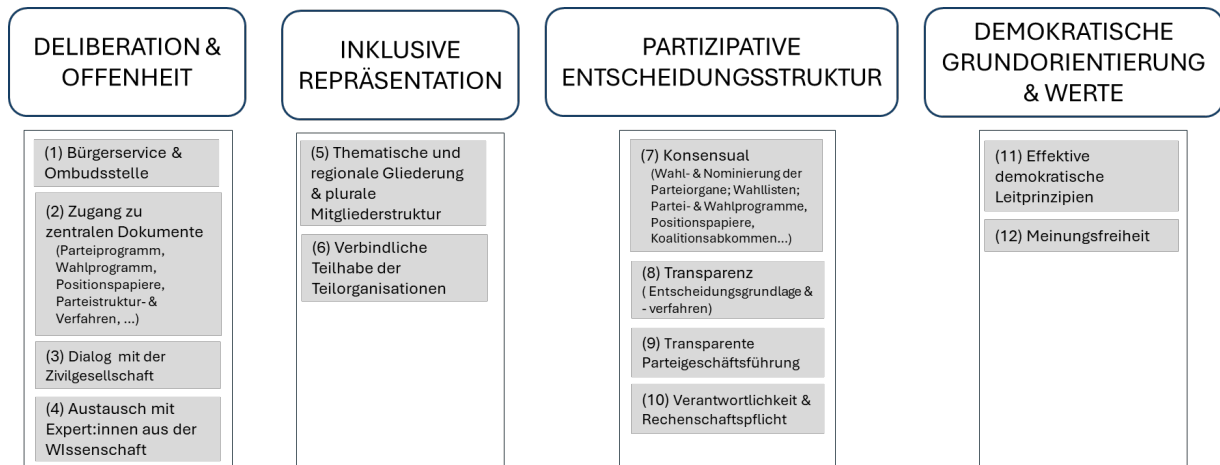 DELIBERATION &
OFFENHEIT
(1) Bürgerservice &
Ombudsstelle
(2) Zugang zu
zentralen Dokumente
(Parteiprogramm,
Wahlprogramm,
Positionspapiere,
Parteistruktur- &
Verfahren, ...)
(3) Dialog mit der
Zivilgesellschaft
(4) Austausch mit
Expert:innen aus der
WIssenschaft
INKLUSIVE
REPRÄSENTATION
(5) Thematische und
regionale Gliederung
& plurale
Mitgliederstruktur
(6) Verbindliche
Teilhabe der
Teilorganisationen
PARTIZIPATIVE
ENTSCHEIDUNGSSTRUKTUR
(7) Konsensual
(Wahl- & Nominierung der
Parteiorgane; Wahllisten;
Partei- & Wahlprogramme,
Positionspapiere,
Koalitionsabkommen...)
(8) Transparenz
( Entscheidungsgrundlage &
- verfahren)
(9) Transparente
Parteigeschäftsführung
(10) Verantwortlichkeit &
Rechenschaftspflicht
DEMOKRATISCHE
GRUNDORIENTIERUNG
& WERTE
(11) Effektive
demokratische
Leitprinzipien
(12) Meinungsfreiheit